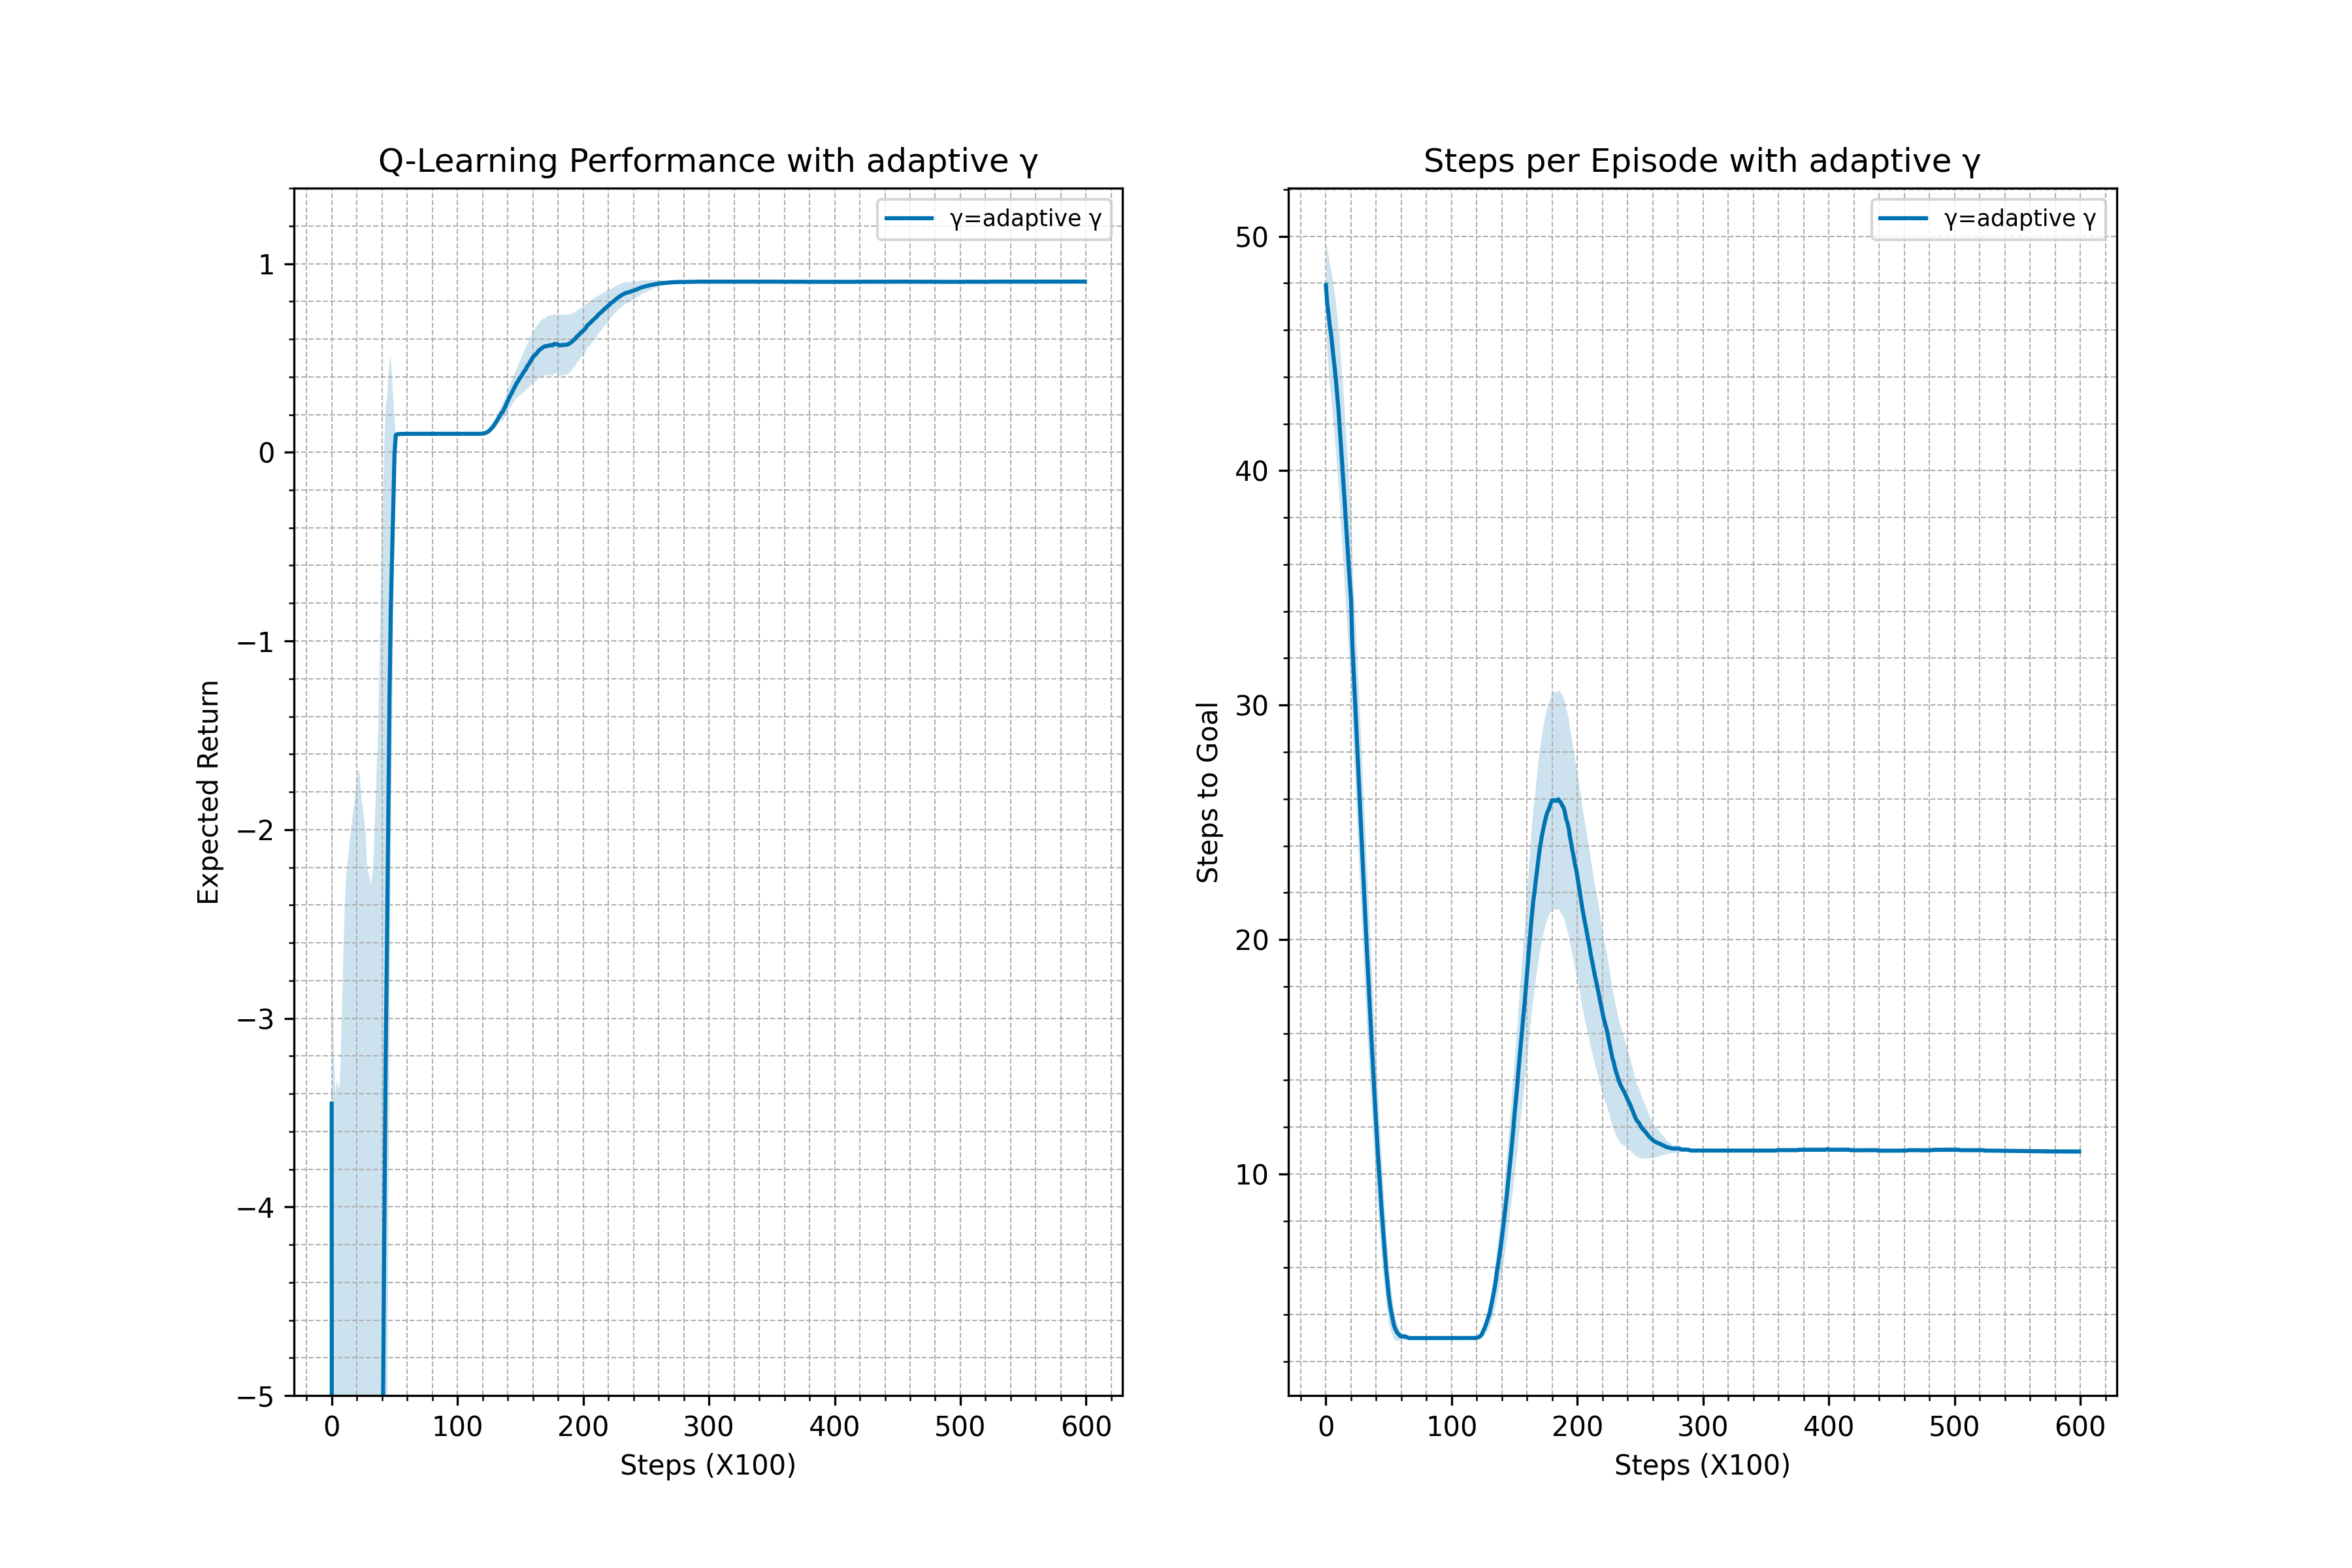 Q-Learning Performance with adaptive γ
γ=adaptive γ
1
0
−1
−2
−3
−4
−5
Expected Return
0 100 200 300 400 500 600
Steps (X100)
Steps per Episode with adaptive γ
γ=adaptive γ
50
40
30
20
10
Steps to Goal
0 100 200 300 400 500 600
Steps (X100)